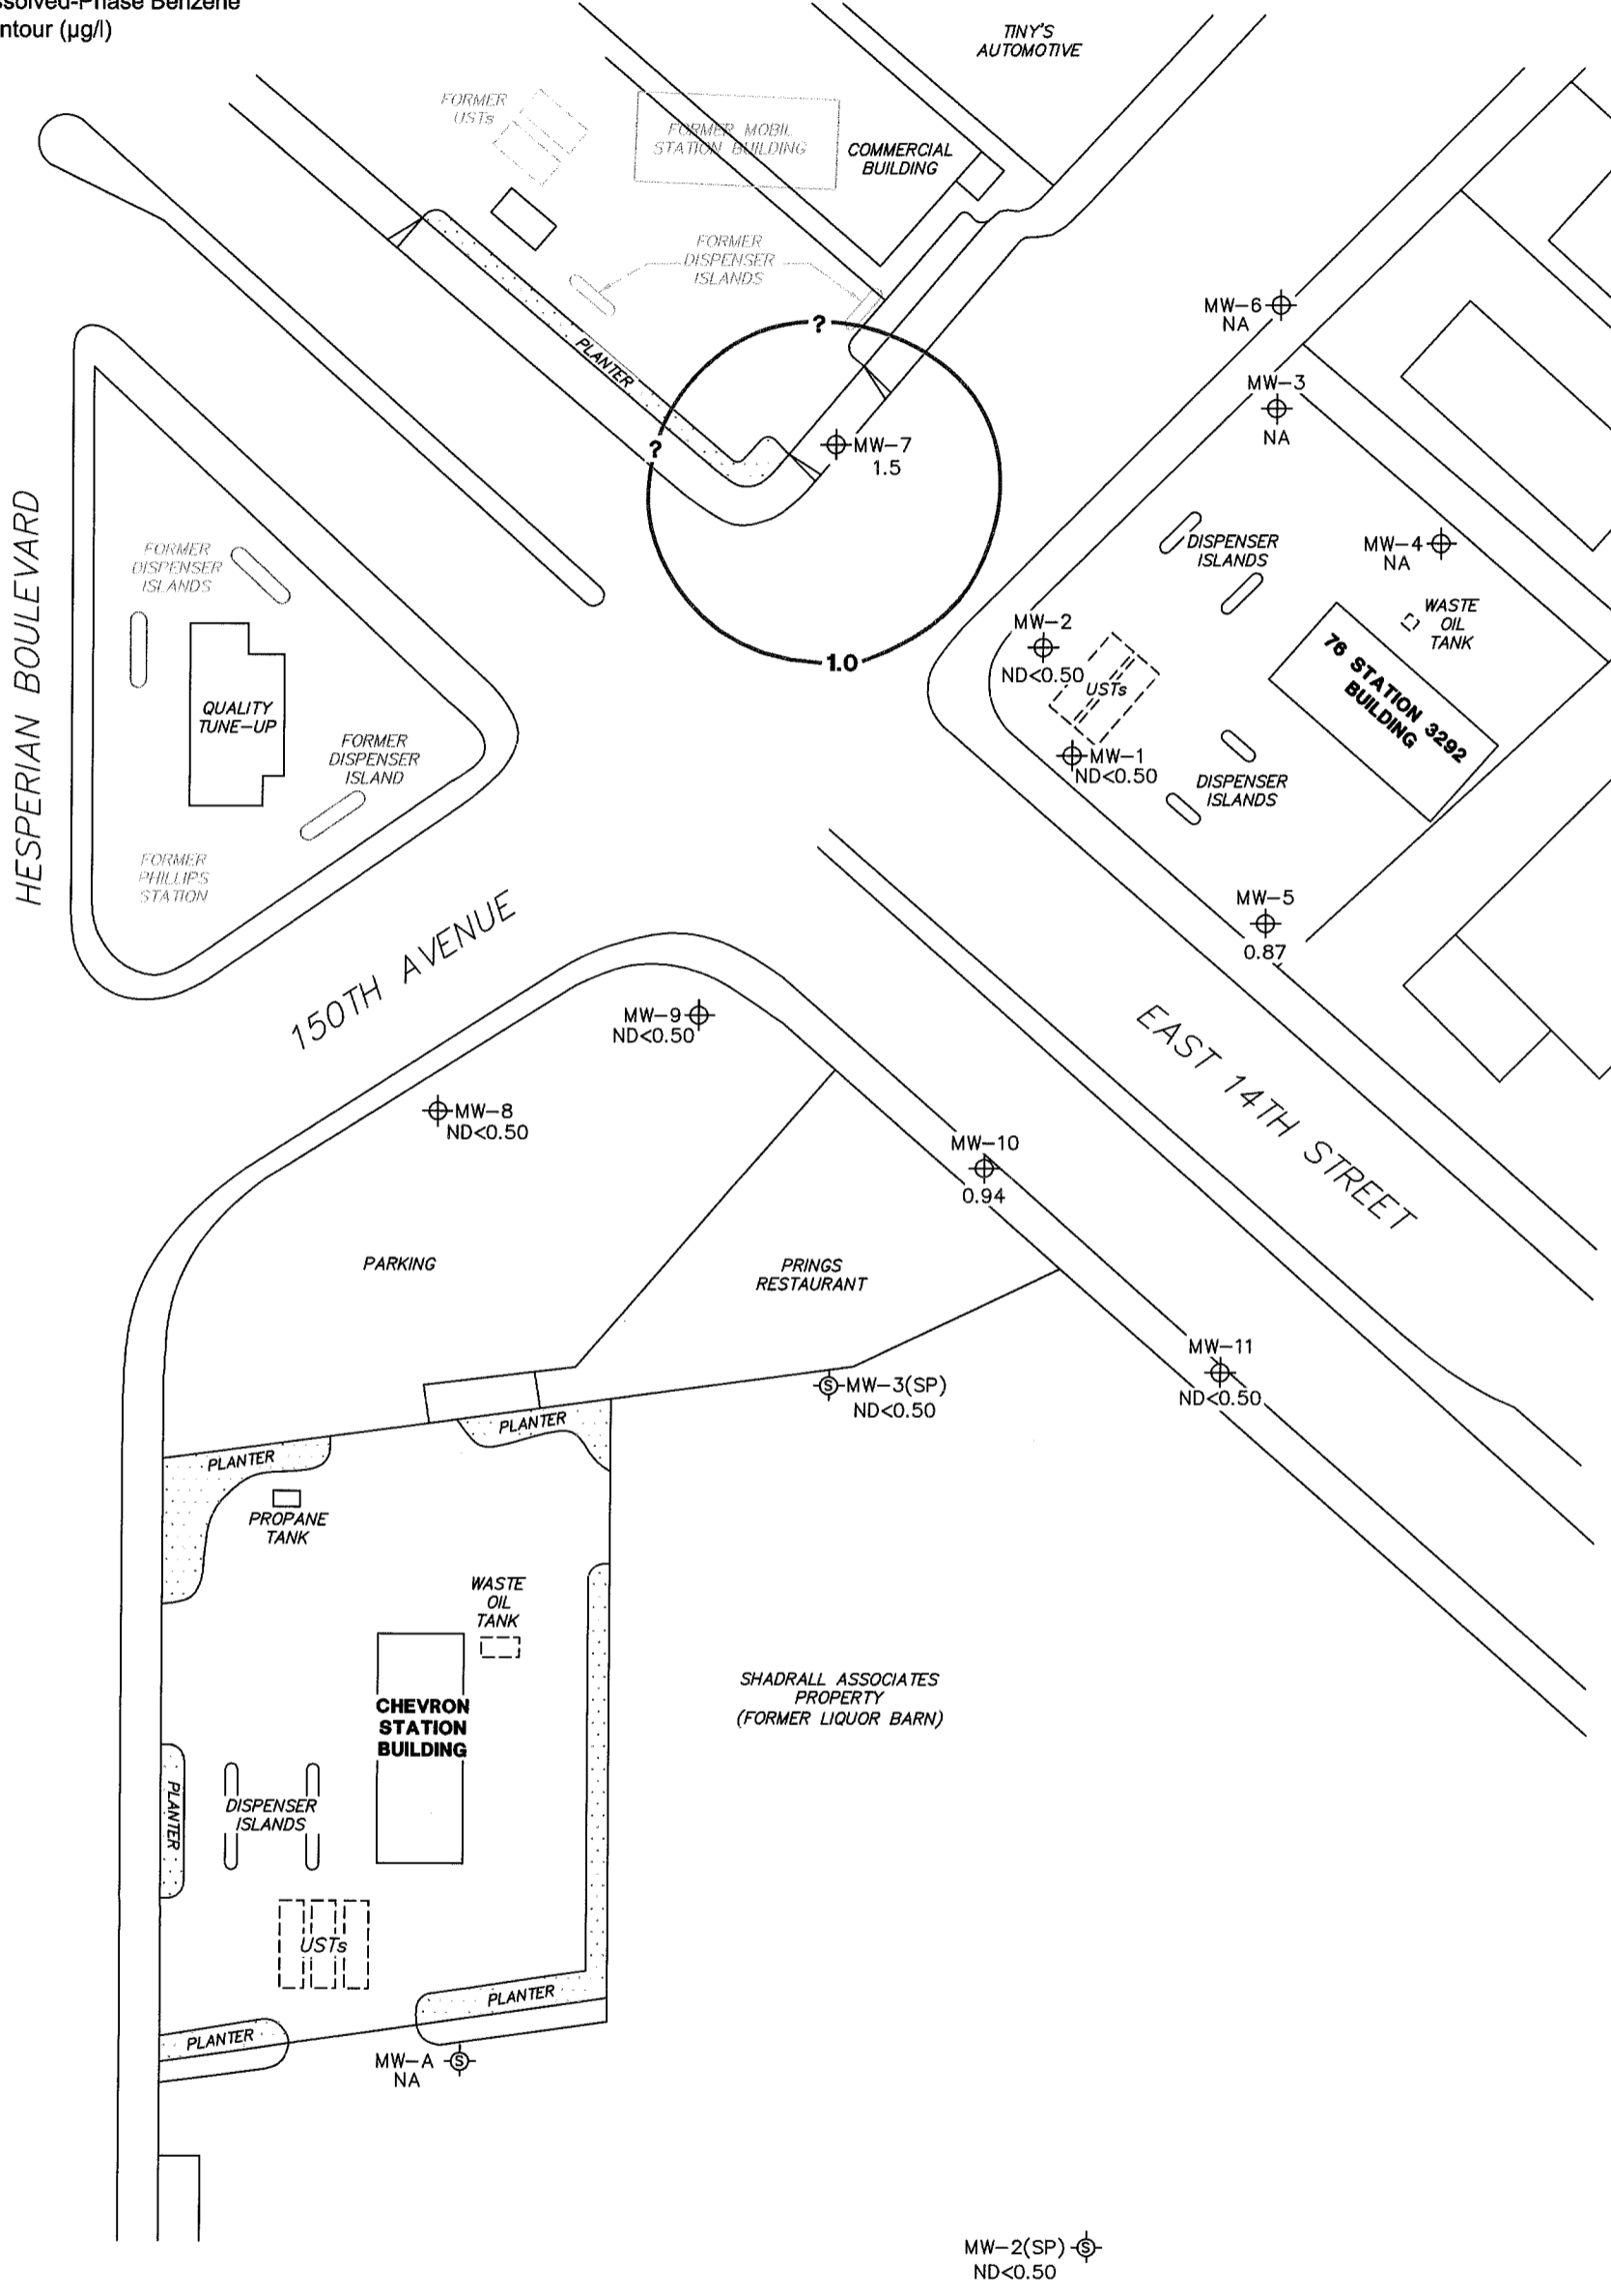 ssolved-Phase Benzene
ntour (µg/l)
TINY'S
AUTOMOTIVE
FORMER
USTs
FORMER MOBIL
STATION BUILDING
COMMERCIAL
BUILDING
FORMER
DISPENSER
ISLANDS
MW-6
NA
?
PLANTER
MW-3
NA
?
MW-7
1.5
HESPERIAN BOULEVARD
FORMER
DISPENSER
ISLANDS
DISPENSER
ISLANDS
MW-4
NA
WASTE
OIL
TANK
MW-2
ND<0.50
USTs
76 STATION 3292
BUILDING
1.0
QUALITY
TUNE-UP
FORMER
DISPENSER
ISLAND
MW-1
ND<0.50
DISPENSER
ISLANDS
FORMER
PHILLIPS
STATION
150TH AVENUE
MW-5
0.87
MW-9
ND<0.50
EAST 14TH STREET
MW-8
ND<0.50
MW-10
0.94
PARKING
PRINGS
RESTAURANT
MW-11
ND<0.50
MW-3(SP)
ND<0.50
PLANTER
PLANTER
PROPANE
TANK
WASTE
OIL
TANK
CHEVRON
STATION
BUILDING
SHADRALL ASSOCIATES
PROPERTY
(FORMER LIQUOR BARN)
PLANTER
DISPENSER
ISLANDS
USTs
PLANTER
PLANTER
MW-A
NA
MW-2(SP)
ND<0.50